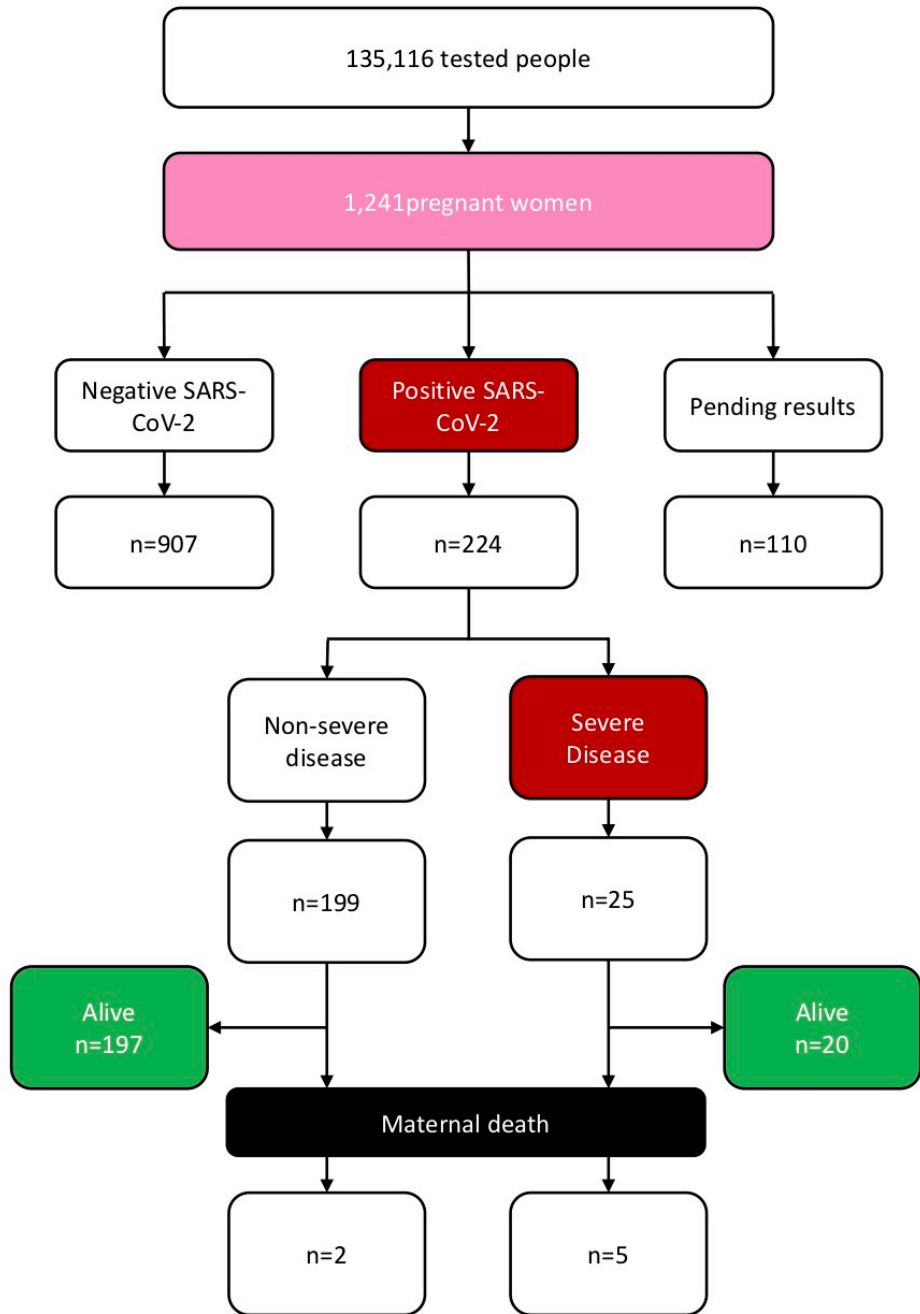 135,116 tested people
1,241pregnant women
Negative SARS-
CoV-2
Positive SARS-
CoV-2
Pending results
n=907
n=224
n=110
Non-severe
disease
Severe
Disease
n=199
n=25
Alive
n=197
Alive
n=20
Maternal death
n=2
n=5